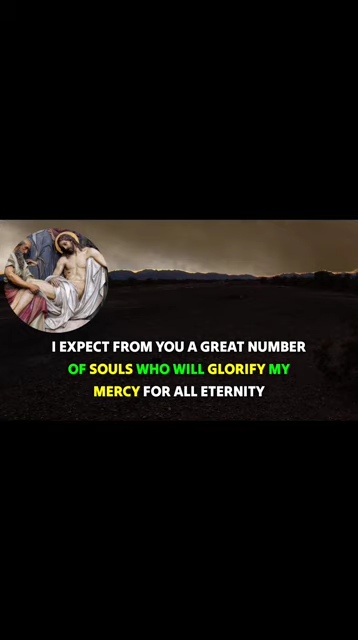 I EXPECT FROM YOU A GREAT NUMBER
OF SOULS WHO WILL GLORIFY MY
MERCY FOR ALL ETERNITY